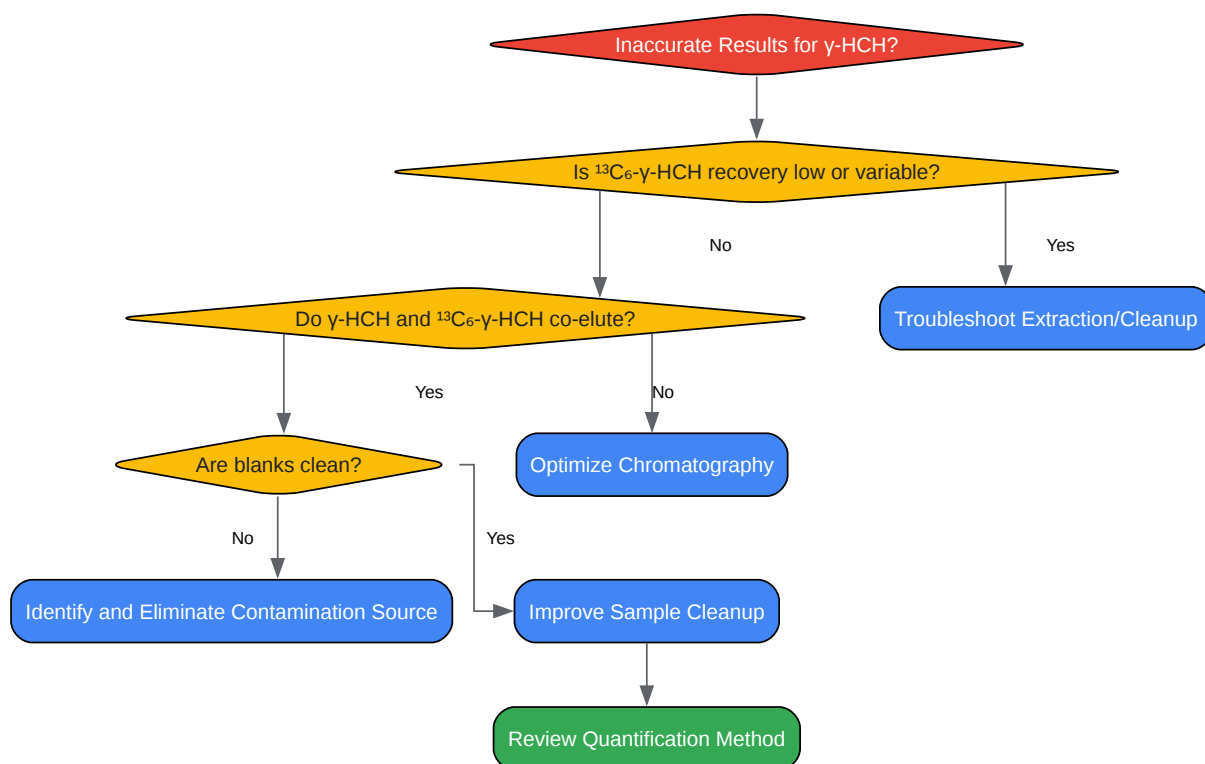 Inaccurate Results for γ-HCH?
Is ¹³C₆-γ-HCH recovery low or variable?
No
Yes
Do γ-HCH and ¹³C₆-γ-HCH co-elute?
Troubleshoot Extraction/Cleanup
Yes
No
Are blanks clean?
Optimize Chromatography
No
Yes
Identify and Eliminate Contamination Source
Improve Sample Cleanup
Review Quantification Method